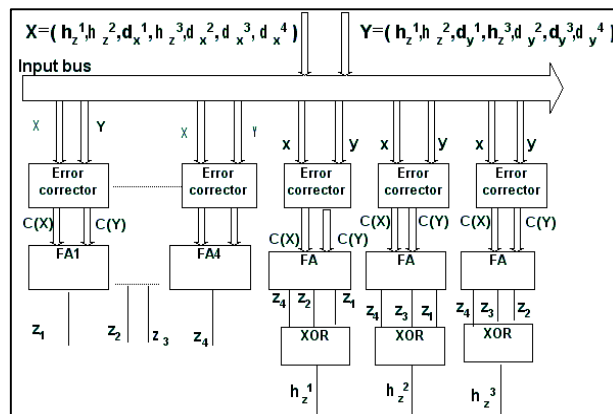 X=( h_z^1, h_z^2, d_x^1, h_z^3, d_x^2, d_x^3, d_x^4 ) Y=( h_z^1, h_z^2, d_y^1, h_z^3, d_y^2, d_y^3, d_y^4)
Input bus
X Y X Y x y x y x y
Error corrector
Error corrector
Error corrector
Error corrector
Error corrector
C(X) C(Y) C(X) C(Y) C(X) C(Y) C(X) C(Y)
FA1 FA4 FA FA FA
z_4 z_2 z_1 z_4 z_3 z_1 z_4 z_3 z_2
z_1 z_2 z_3 z_4 XOR XOR XOR
h_z^1 h_z^2 h_z^3